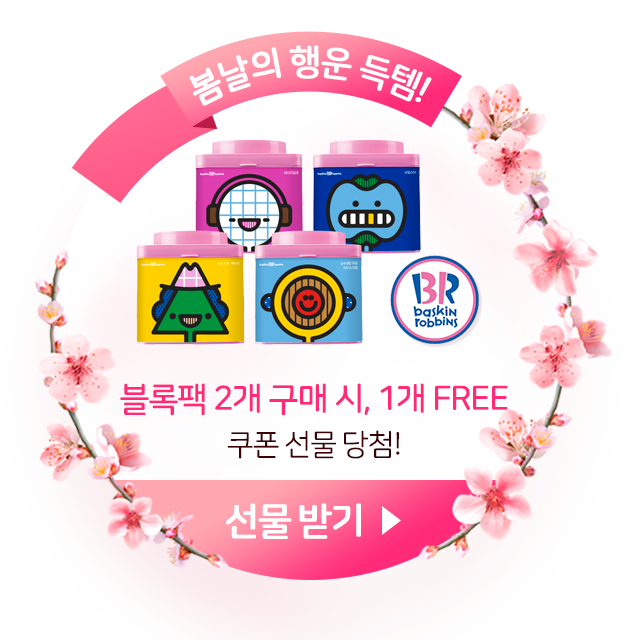 봄날의 행운 득템!
BR
baskin
robbins
블록팩 2개 구매 시, 1개 FREE
쿠폰 선물 당첨!
선물 받기 ▶